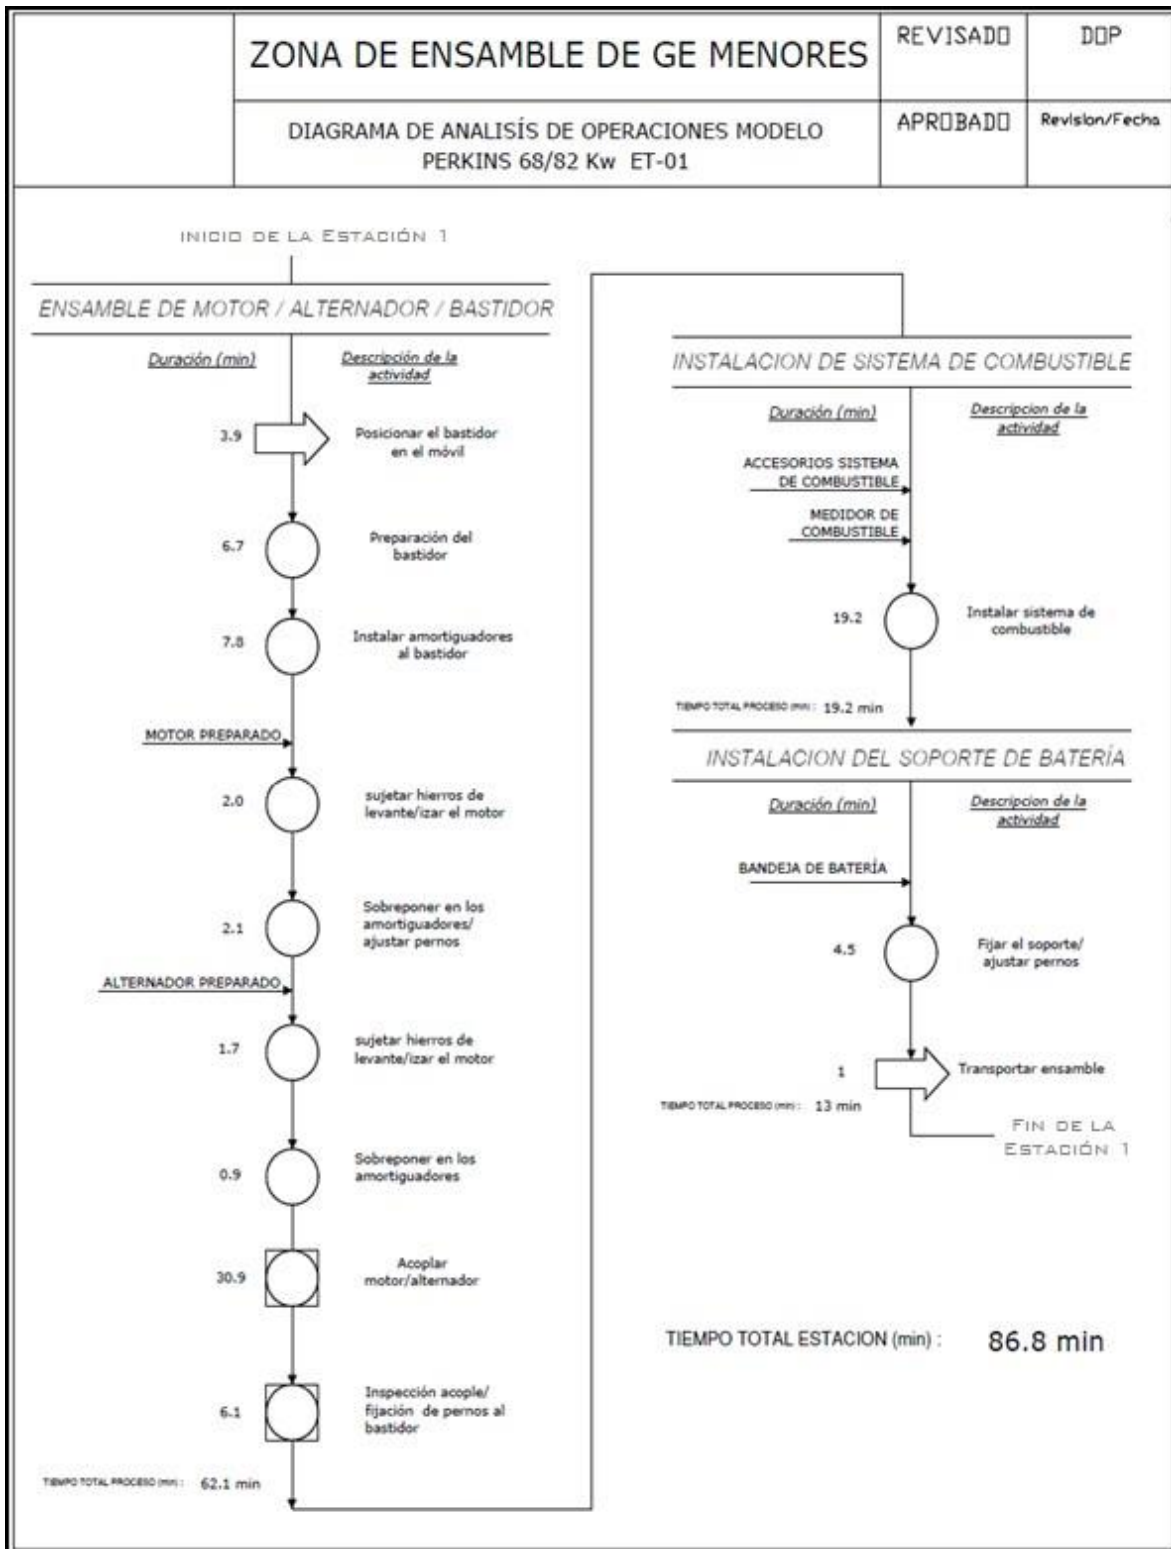 ZONA DE ENSAMBLE DE GE MENORES
REVISADO
DOP
DIAGRAMA DE ANALISÍS DE OPERACIONES MODELO
PERKINS 68/82 Kw ET-01
APROBADO
Revision/Fecha
INICIO DE LA ESTACIÓN 1
ENSAMBLE DE MOTOR / ALTERNADOR / BASTIDOR
Duración (min)
Descripción de la
actividad
3.9
Posicionar el bastidor
en el móvil
6.7
Preparación del
bastidor
7.8
Instalar amortiguadores
al bastidor
MOTOR PREPARADO
2.0
sujetar hierros de
levante/izar el motor
2.1
Sobreponer en los
amortiguadores/
ajustar pernos
ALTERNADOR PREPARADO
1.7
sujetar hierros de
levante/izar el motor
0.9
Sobreponer en los
amortiguadores
30.9
Acoplar
motor/alternador
6.1
Inspección acople/
fijación de pernos al
bastidor
TIEMPO TOTAL PROCESO (min) : 62.1 min
INSTALACION DE SISTEMA DE COMBUSTIBLE
Duración (min)
Descripcion de la
actividad
ACCESORIOS SISTEMA
DE COMBUSTIBLE
MEDIDOR DE
COMBUSTIBLE
19.2
Instalar sistema de
combustible
TIEMPO TOTAL PROCESO (min) : 19.2 min
INSTALACION DEL SOPORTE DE BATERÍA
Duración (min)
Descripcion de la
actividad
BANDEJA DE BATERÍA
4.5
Fijar el soporte/
ajustar pernos
1
Transportar ensamble
TIEMPO TOTAL PROCESO (min) : 13 min
FIN DE LA
ESTACIÓN 1
TIEMPO TOTAL ESTACION (min) : 86.8 min